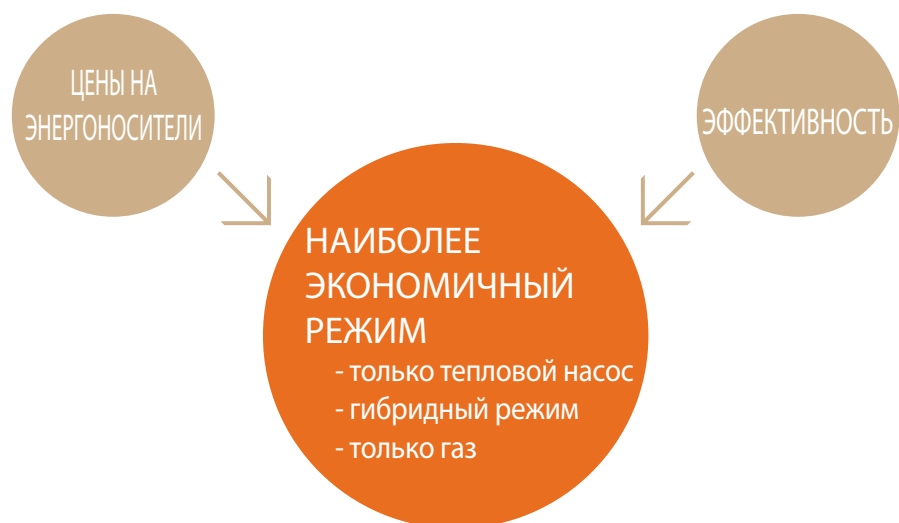 ЦЕНЫ НА
ЭНЕРГОНОСИТЕЛИ
ЭФФЕКТИВНОСТЬ
НАИБОЛЕЕ
ЭКОНОМИЧНЫЙ
РЕЖИМ
- только тепловой насос
- гибридный режим
- только газ